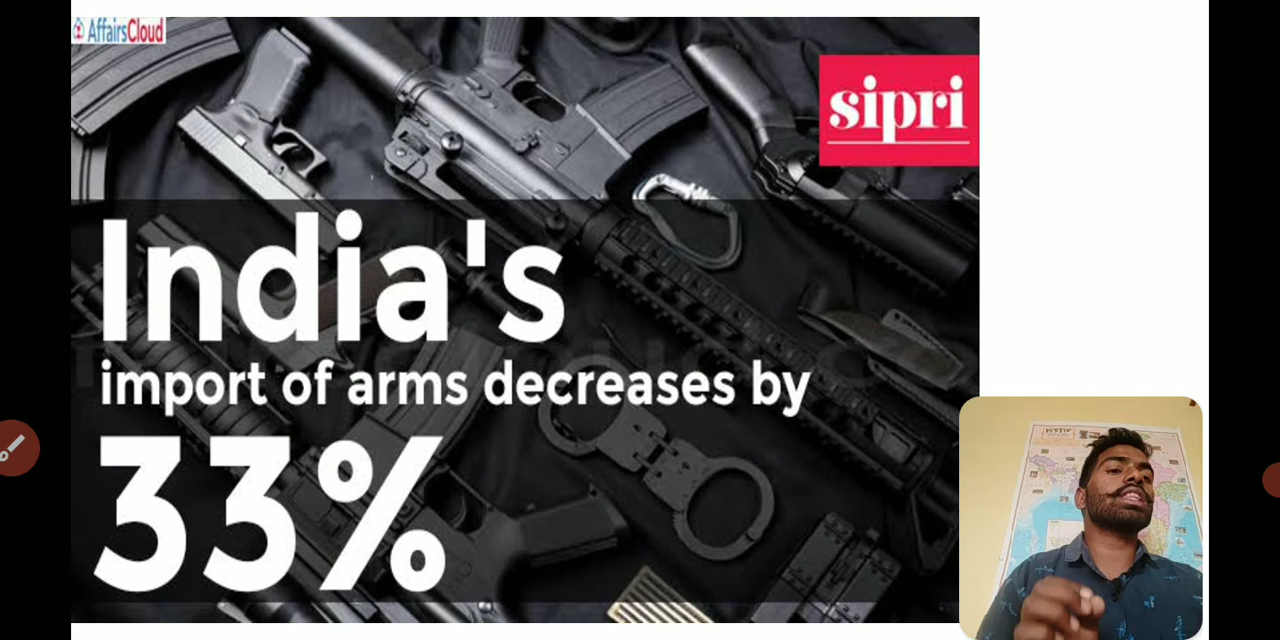 AffairsCloud
sipri
India's
import of arms decreases by
33%